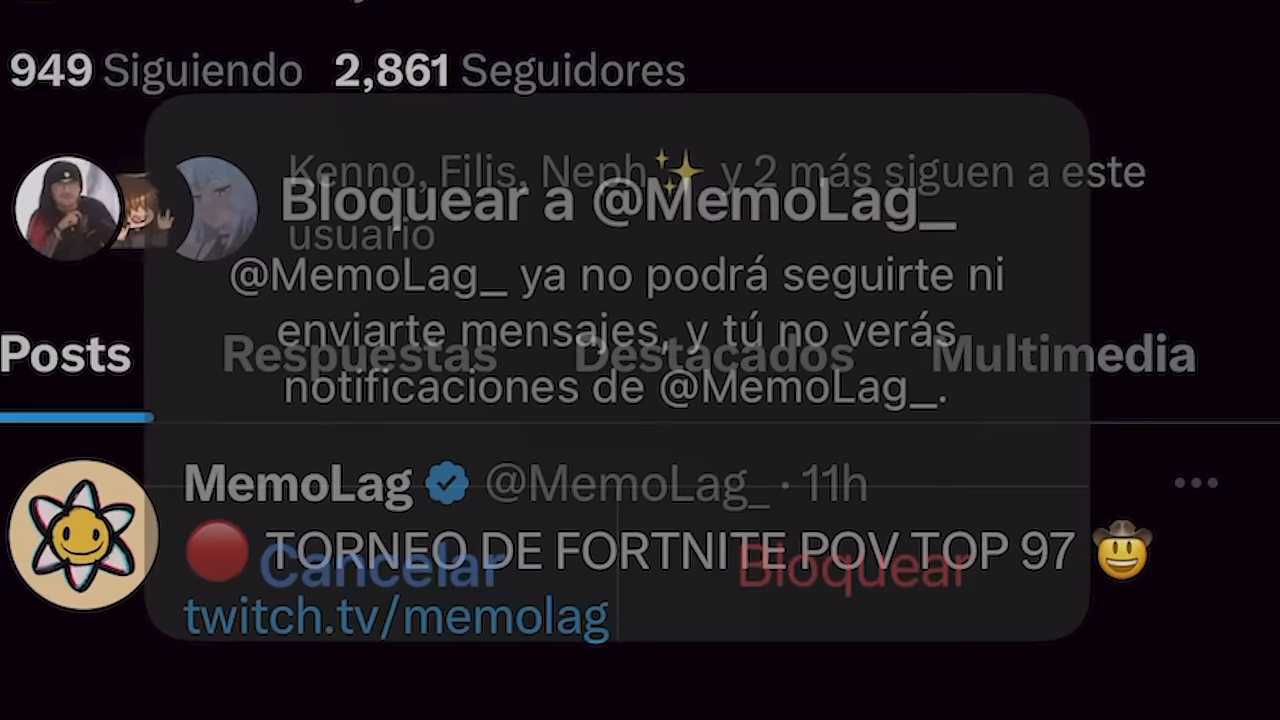 949 Siguiendo 2,861 Seguidores
Kenno, Filis, Neph✨ y 2 más siguen a este
usuario
Bloquear a @MemoLag_
@MemoLag_ ya no podrá seguirte ni
enviarte mensajes, y tú no verás
notificaciones de @MemoLag_.
Posts Respuestas Destacados Multimedia
MemoLag @MemoLag_ · 11h
🔴 TORNEO DE FORTNITE POV TOP 97 🤠
Cancelar Bloquear
twitch.tv/memolag